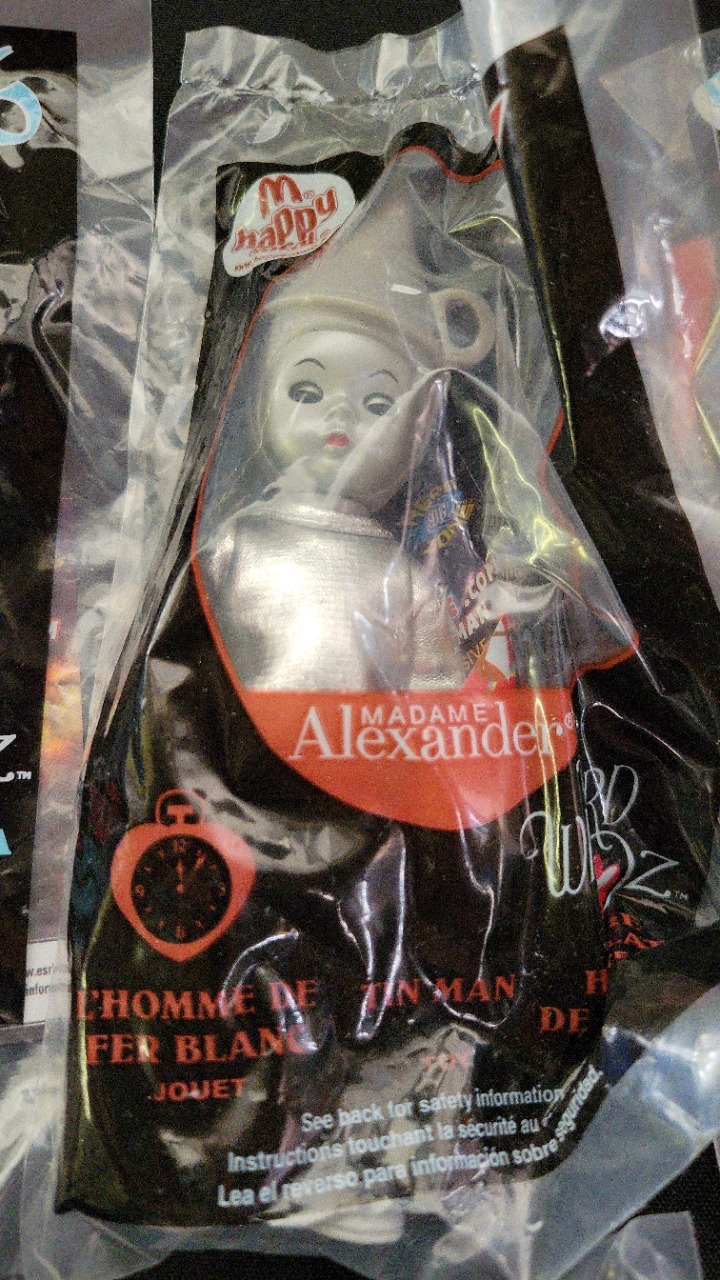 happy
MADAME
Alexander®
L'HOMME DE
FER BLANC
JOUET
TIN MAN
TOY
H
DE
See back for safety information
Instructions touchant la sécurité au
Lea el reverso para información sobre seguridad.